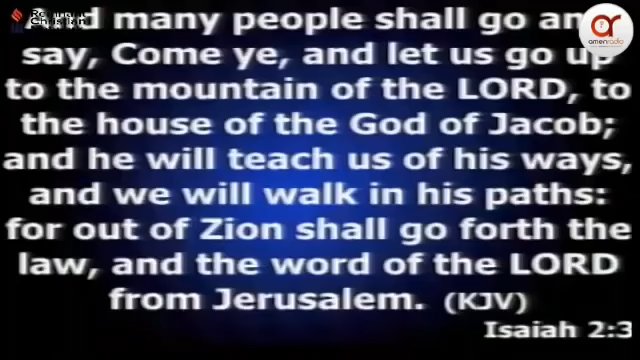 And many people shall go and
say, Come ye, and let us go up
to the mountain of the LORD, to
the house of the God of Jacob;
and he will teach us of his ways,
and we will walk in his paths:
for out of Zion shall go forth the
law, and the word of the LORD
from Jerusalem. (KJV)
Isaiah 2:3
Christian
amenradio